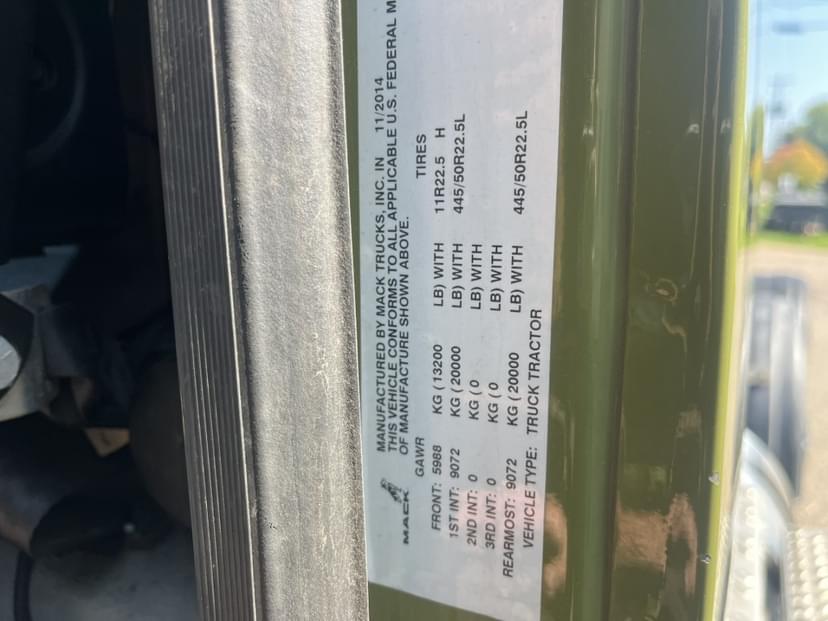 MANUFACTURED BY MACK TRUCKS, INC. IN 11/2014
THIS VEHICLE CONFORMS TO ALL APPLICABLE U.S. FEDERAL M
OF MANUFACTURE SHOWN ABOVE.
MACK
GAWR TIRES
FRONT: 5988 KG (13200 LB) WITH 11R22.5 H
1ST INT: 9072 KG (20000 LB) WITH 445/50R22.5L
2ND INT: 0 KG (0 LB) WITH
3RD INT: 0 KG (0 LB) WITH
REARMOST: 9072 KG (20000 LB) WITH 445/50R22.5L
VEHICLE TYPE: TRUCK TRACTOR